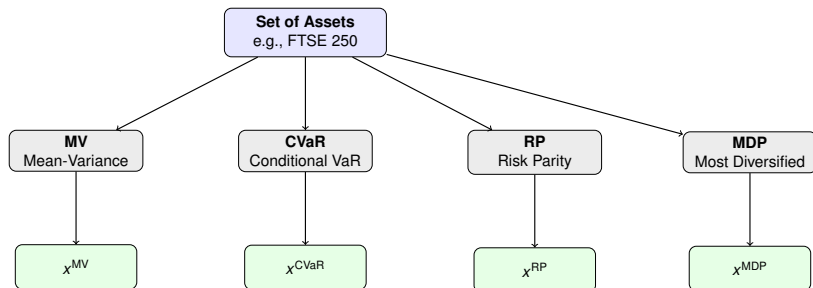 Set of Assets
e.g., FTSE 250
MV
Mean-Variance
CVaR
Conditional VaR
RP
Risk Parity
MDP
Most Diversified
x^MV
x^CVaR
x^RP
x^MDP